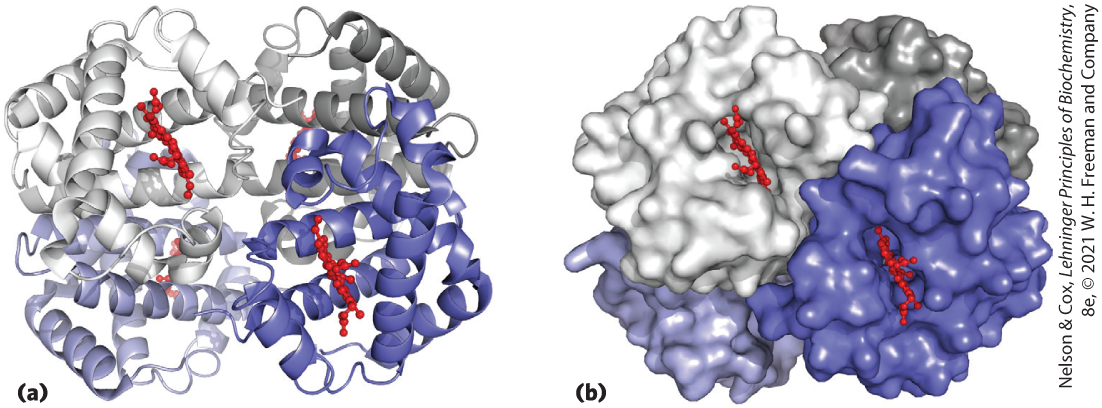 (a)
(b)
Nelson & Cox, Lehninger Principles of Biochemistry,
8e, © 2021 W. H. Freeman and Company